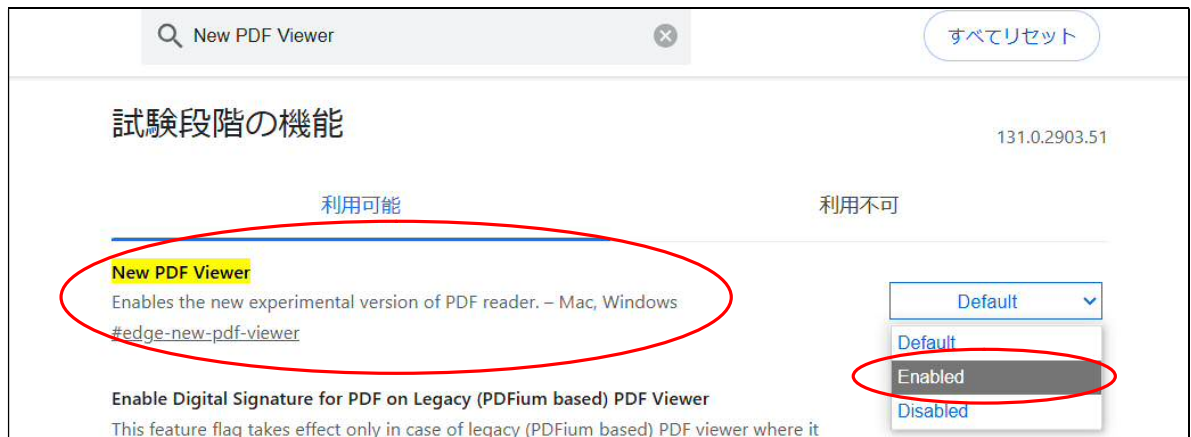 New PDF Viewer
すべてリセット
試験段階の機能
131.0.2903.51
利用可能
利用不可
New PDF Viewer
Enables the new experimental version of PDF reader. – Mac, Windows
#edge-new-pdf-viewer
Default
Default
Enabled
Disabled
Enable Digital Signature for PDF on Legacy (PDFium based) PDF Viewer
This feature flag takes effect only in case of legacy (PDFium based) PDF viewer where it